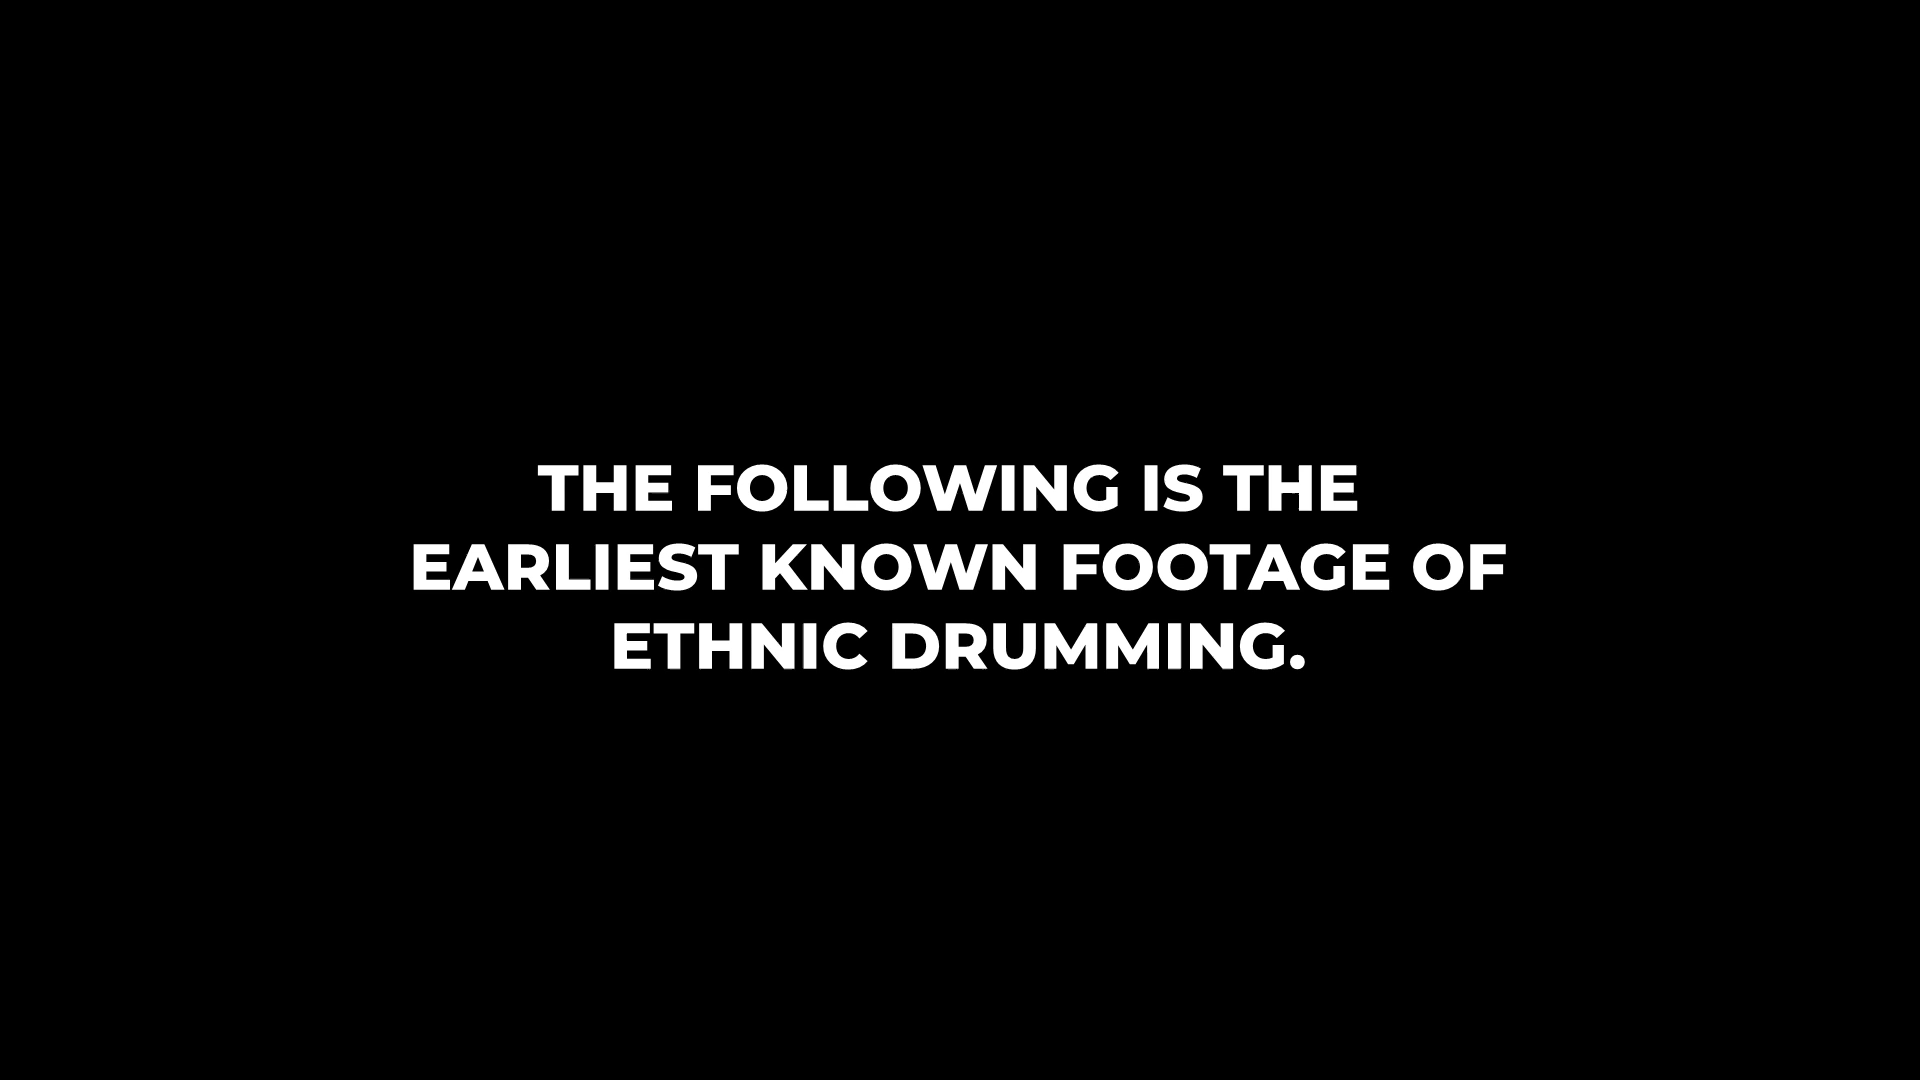 THE FOLLOWING IS THE
EARLIEST KNOWN FOOTAGE OF
ETHNIC DRUMMING.